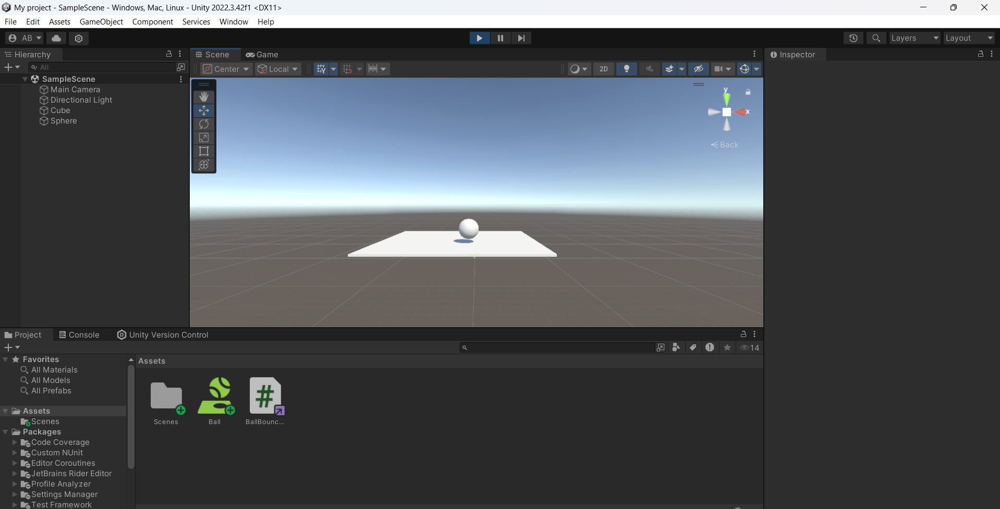 My project - SampleScene - Windows, Mac, Linux - Unity 2022.3.42f1 <DX11>
File Edit Assets GameObject Component Services Window Help
AB Layers Layout
Hierarchy
Scene Game
Inspector
All
Center Local 2D
SampleScene
Main Camera
Directional Light
Cube
Sphere
y
x
Back
Project Console Unity Version Control
14
Favorites
All Materials
All Models
All Prefabs
Assets
Scenes
Packages
Code Coverage
Custom NUnit
Editor Coroutines
JetBrains Rider Editor
Profile Analyzer
Settings Manager
Test Framework
Assets
#
Scenes Ball BallBounc...